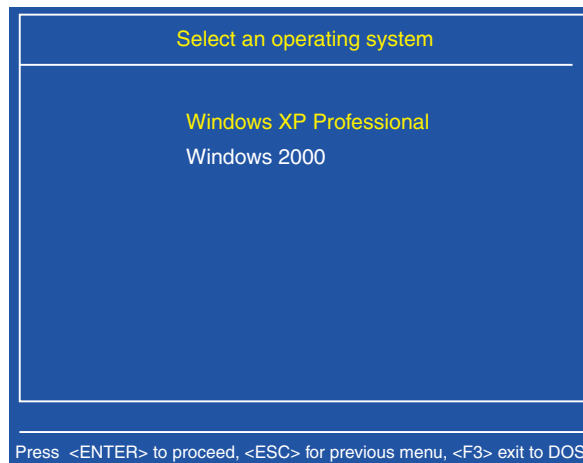 Select an operating system
Windows XP Professional
Windows 2000
Press <ENTER> to proceed, <ESC> for previous menu, <F3> exit to DOS